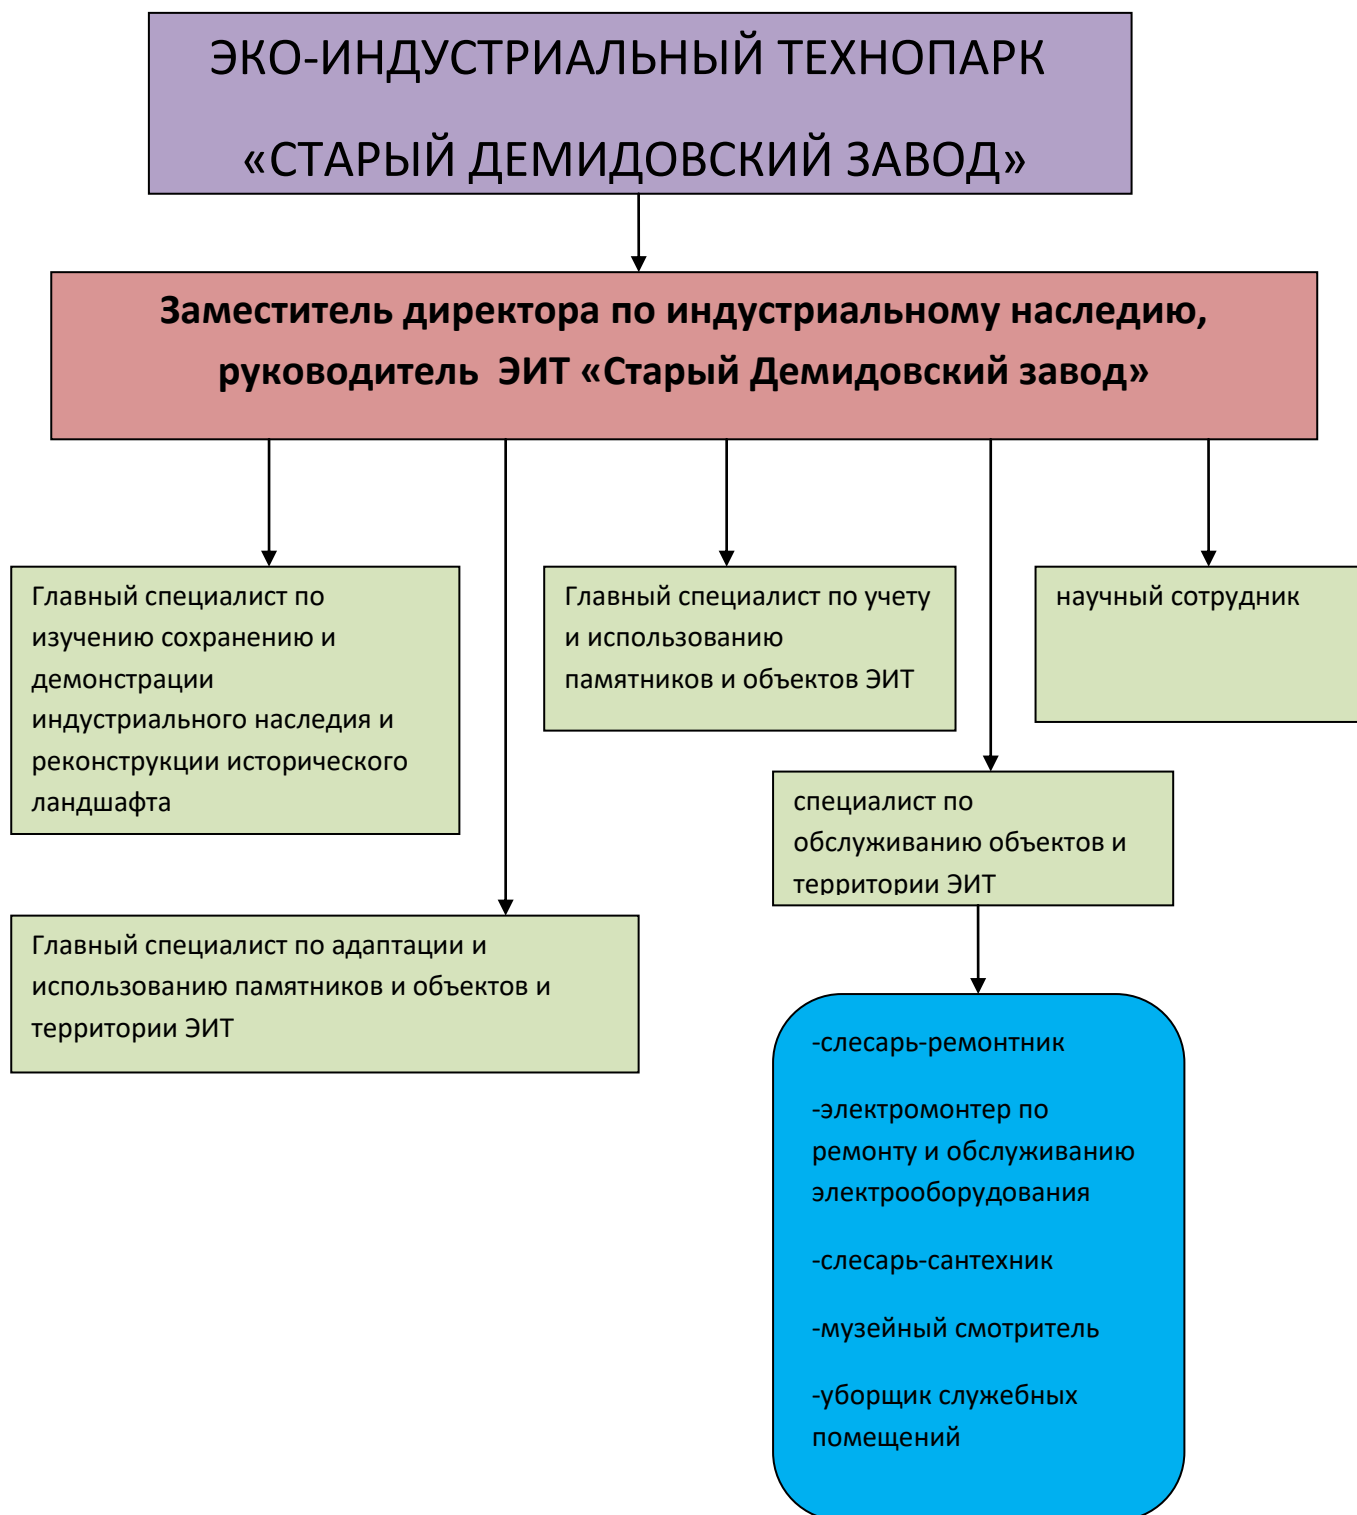 ЭКО-ИНДУСТРИАЛЬНЫЙ ТЕХНОПАРК
«СТАРЫЙ ДЕМИДОВСКИЙ ЗАВОД»
Заместитель директора по индустриальному наследию,
руководитель ЭИТ «Старый Демидовский завод»
Главный специалист по
изучению сохранению и
демонстрации
индустриального наследия и
реконструкции исторического
ландшафта
Главный специалист по учету
и использованию
памятников и объектов ЭИТ
научный сотрудник
специалист по
обслуживанию объектов и
территории ЭИТ
Главный специалист по адаптации и
использованию памятников и объектов и
территории ЭИТ
-слесарь-ремонтник
-электромонтер по
ремонту и обслуживанию
электрооборудования
-слесарь-сантехник
-музейный смотритель
-уборщик служебных
помещений